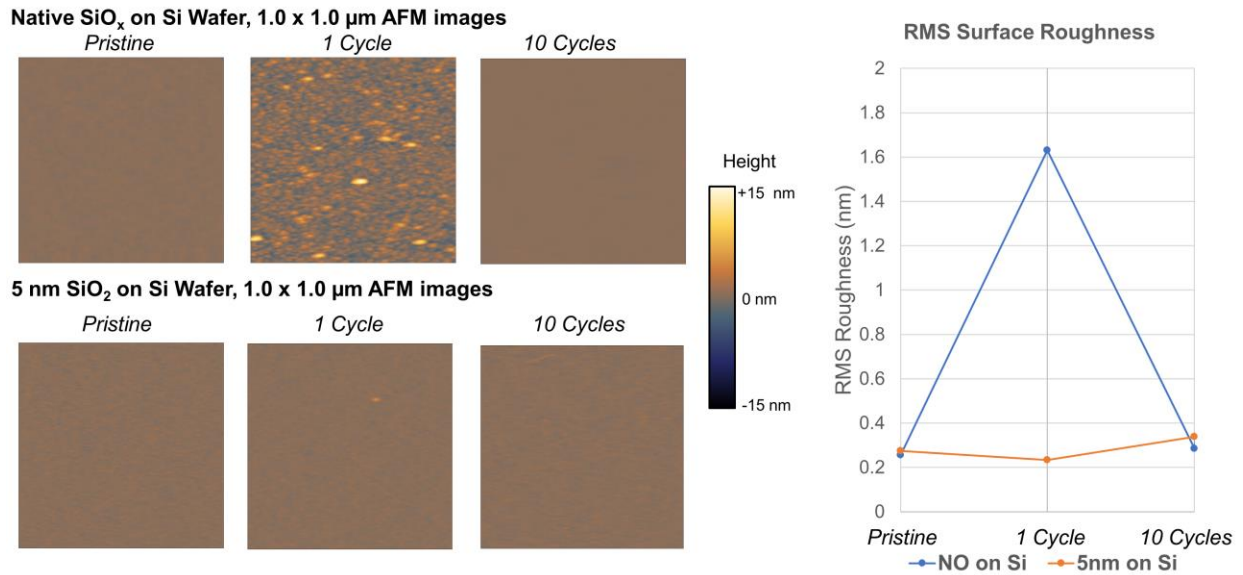 Native SiOₓ on Si Wafer, 1.0 x 1.0 µm AFM images
Pristine
1 Cycle
10 Cycles
5 nm SiO₂ on Si Wafer, 1.0 x 1.0 µm AFM images
Pristine
1 Cycle
10 Cycles
Height
+15 nm
0 nm
-15 nm
RMS Surface Roughness
RMS Roughness (nm)
2
1.8
1.6
1.4
1.2
1
0.8
0.6
0.4
0.2
0
Pristine
1 Cycle
10 Cycles
NO on Si
5nm on Si